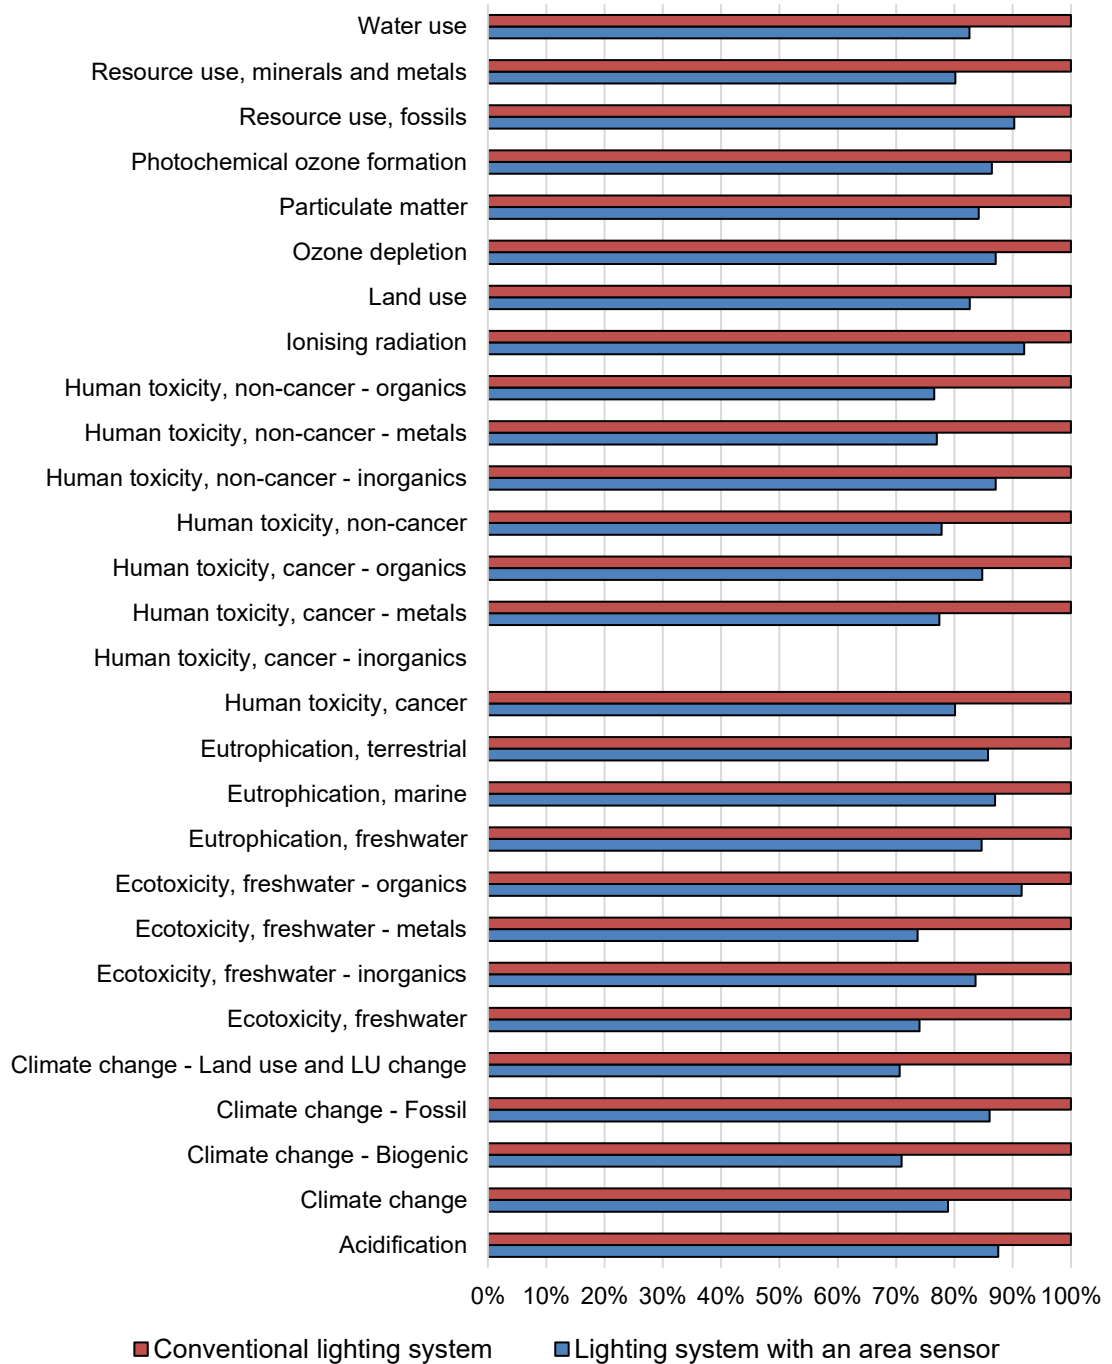 Water use
Resource use, minerals and metals
Resource use, fossils
Photochemical ozone formation
Particulate matter
Ozone depletion
Land use
Ionising radiation
Human toxicity, non-cancer - organics
Human toxicity, non-cancer - metals
Human toxicity, non-cancer - inorganics
Human toxicity, non-cancer
Human toxicity, cancer - organics
Human toxicity, cancer - metals
Human toxicity, cancer - inorganics
Human toxicity, cancer
Eutrophication, terrestrial
Eutrophication, marine
Eutrophication, freshwater
Ecotoxicity, freshwater - organics
Ecotoxicity, freshwater - metals
Ecotoxicity, freshwater - inorganics
Ecotoxicity, freshwater
Climate change - Land use and LU change
Climate change - Fossil
Climate change - Biogenic
Climate change
Acidification
0% 10% 20% 30% 40% 50% 60% 70% 80% 90% 100%
Conventional lighting system Lighting system with an area sensor